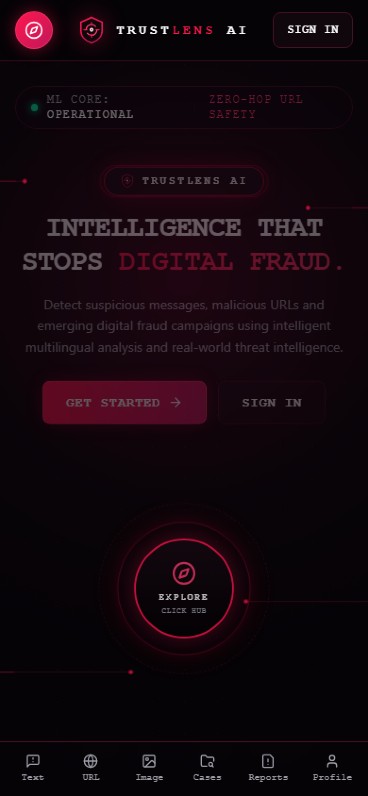 TRUSTLENS AI
SIGN IN
ML CORE: ZERO-HOP URL
OPERATIONAL SAFETY
TRUSTLENS AI
INTELLIGENCE THAT
STOPS DIGITAL FRAUD.
Detect suspicious messages, malicious URLs and
emerging digital fraud campaigns using intelligent
multilingual analysis and real-world threat intelligence.
GET STARTED →
SIGN IN
EXPLORE
CLICK HUB
Text URL Image Cases Reports Profile